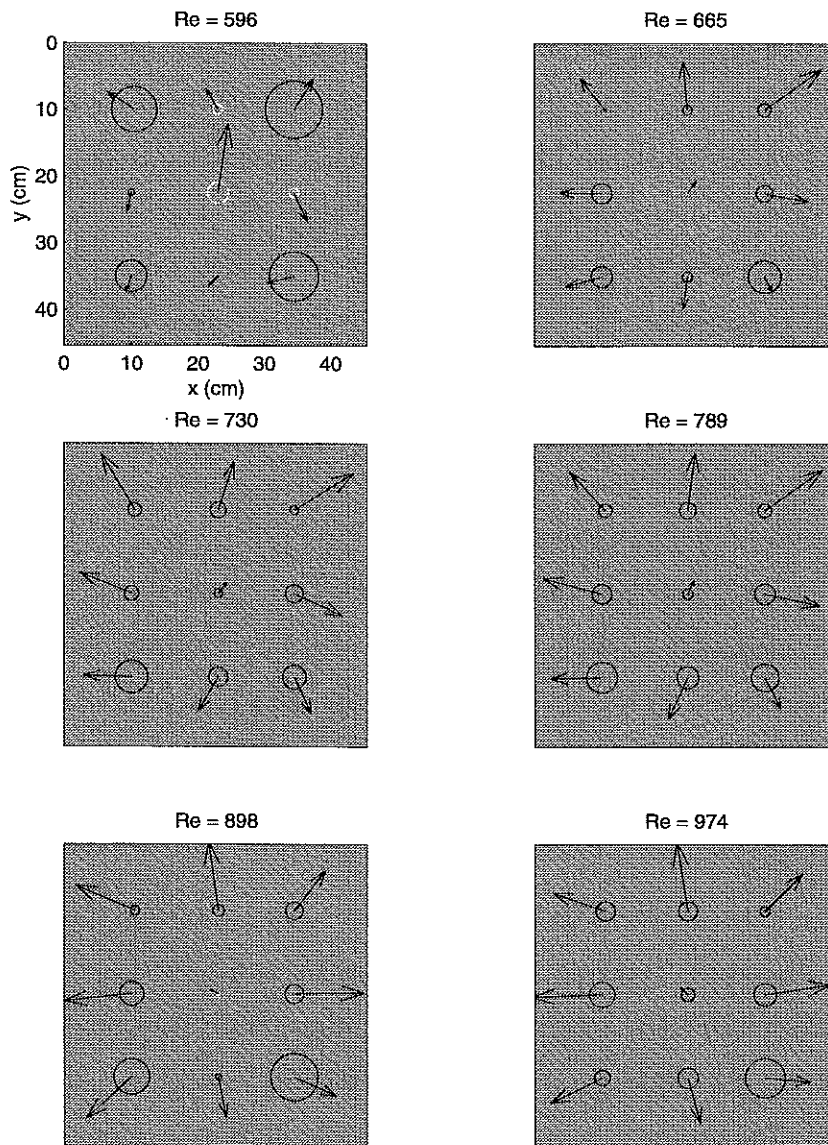 Re = 596
Re = 665
0
10
20
30
40
y (cm)
0
10
20
30
40
x (cm)
Re = 730
Re = 789
Re = 898
Re = 974